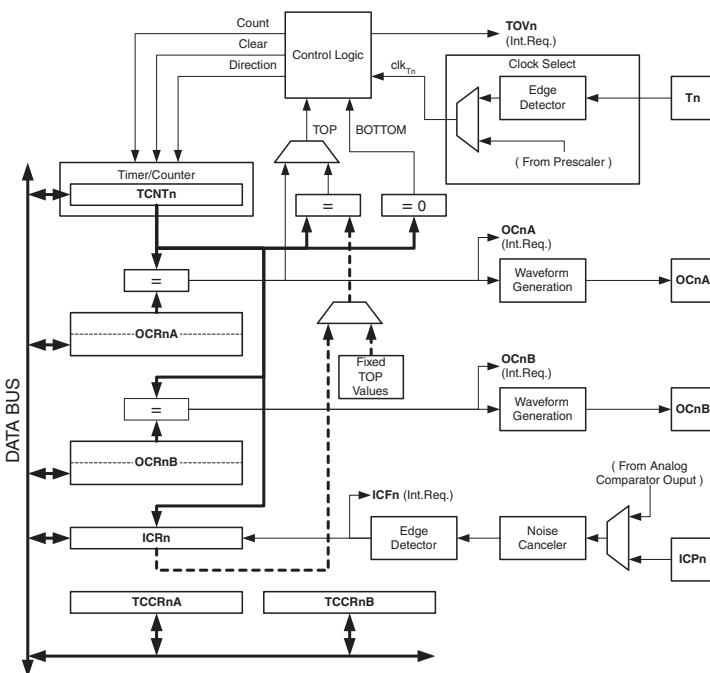 Count
Clear
Direction
Control Logic
TOVn
(Int.Req.)
clkTn
Clock Select
Edge
Detector
Tn
( From Prescaler )
TOP
BOTTOM
Timer/Counter
TCNTn
=
= 0
=
OCnA
(Int.Req.)
Waveform
Generation
OCnA
OCRnA
Fixed
TOP
Values
=
OCnB
(Int.Req.)
Waveform
Generation
OCnB
OCRnB
DATA BUS
( From Analog
Comparator Ouput )
ICFn (Int.Req.)
ICRn
Edge
Detector
Noise
Canceler
ICPn
TCCRnA
TCCRnB